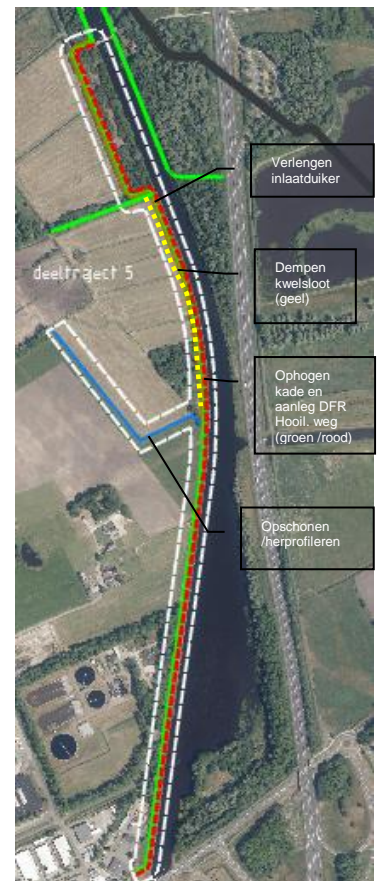 Verlengen
inlaatduiker
deeltraject 5
Dempen
kwelsloot
(geel)
Ophogen
kade en
aanleg DFR
Hooil. weg
(groen /rood)
Opschonen
/herprofileren